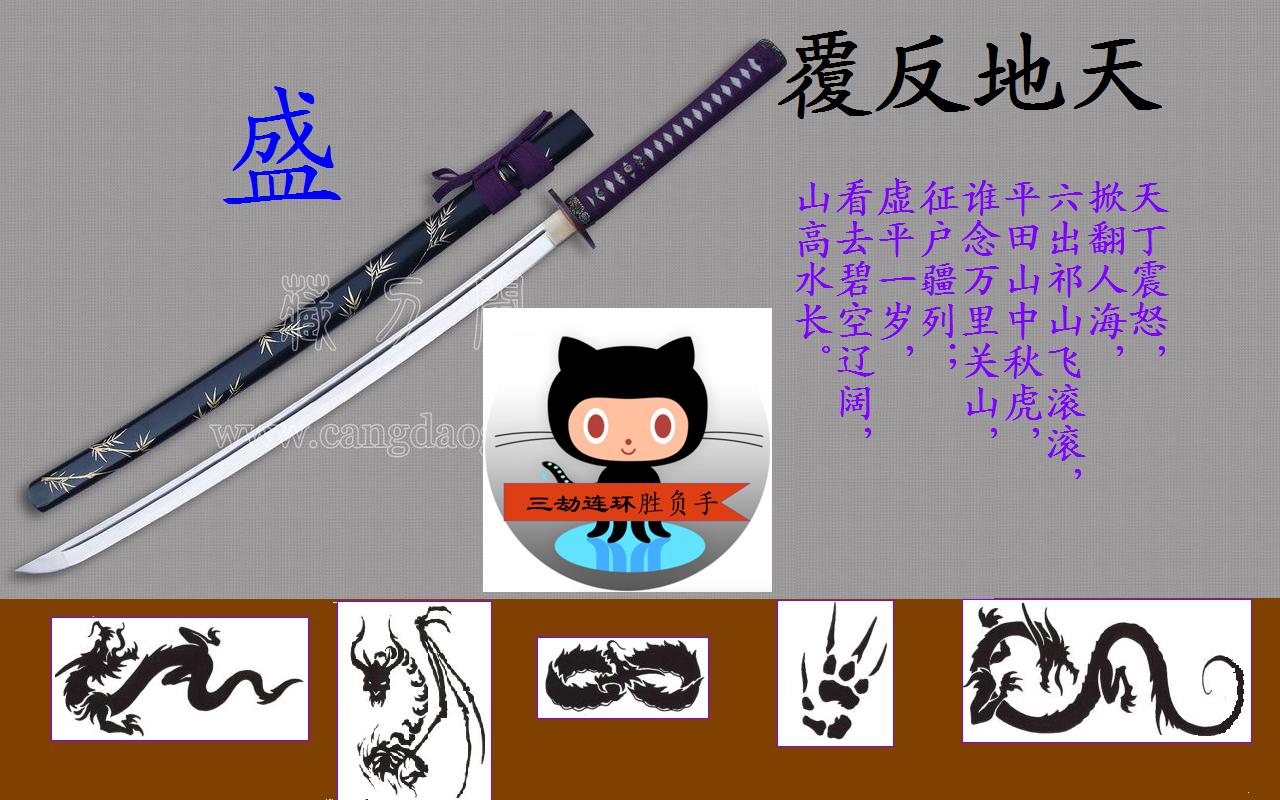 盛
覆反地天
天丁震怒，
掀翻人海，
六出祁山飞滚滚，
平田山中秋虎，
谁念万里关山，
征户疆列；
虚平一岁，
看去碧空辽阔，
山高水长。
www.cangdaog
三劫连环胜负手